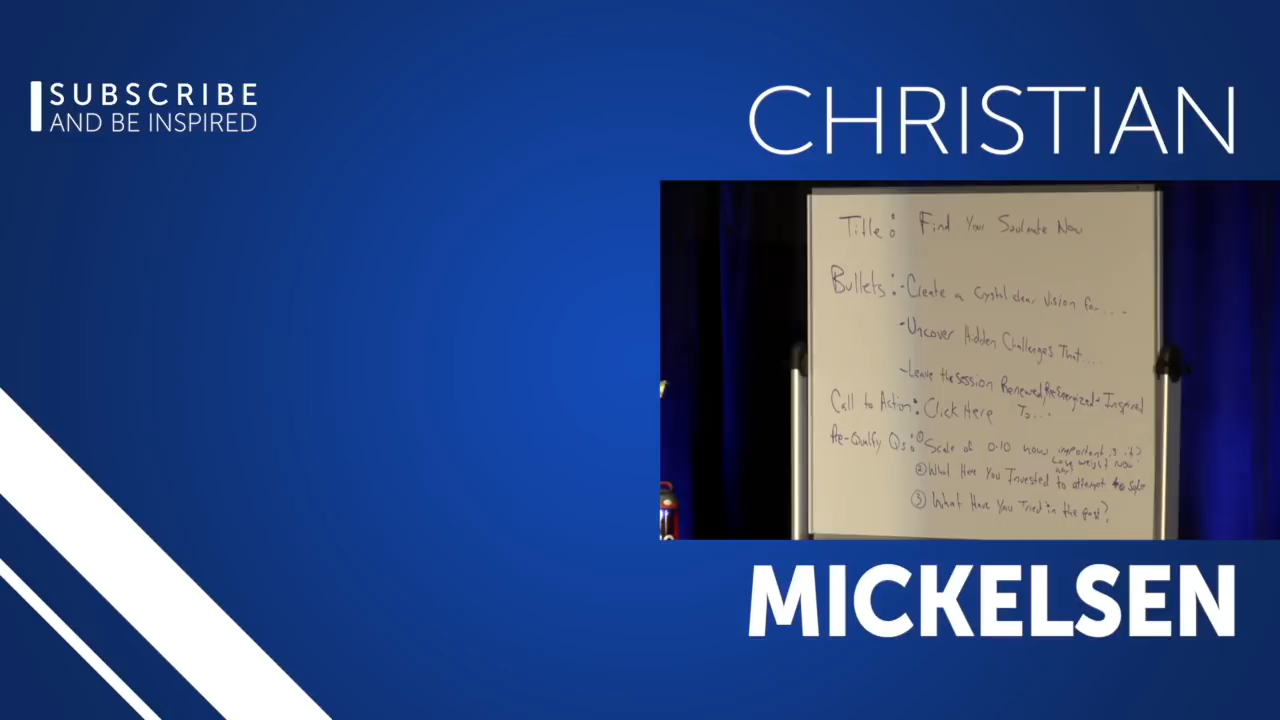 SUBSCRIBE
AND BE INSPIRED
CHRISTIAN
Title: Find Your Soulmate Now
Bullets: - Create a Crystal clear Vision for...
- Uncover Hidden Challenges That...
- Leave the session Renewed, Re-Energized + Inspired
Call to Action: Click Here To...
Pre-Qualify Qs: ① Scale of 0-10 how important is it?
Lose weight now?
② What Have You Invested to attempt to
③ What Have You Tried in the past?
MICKELSEN